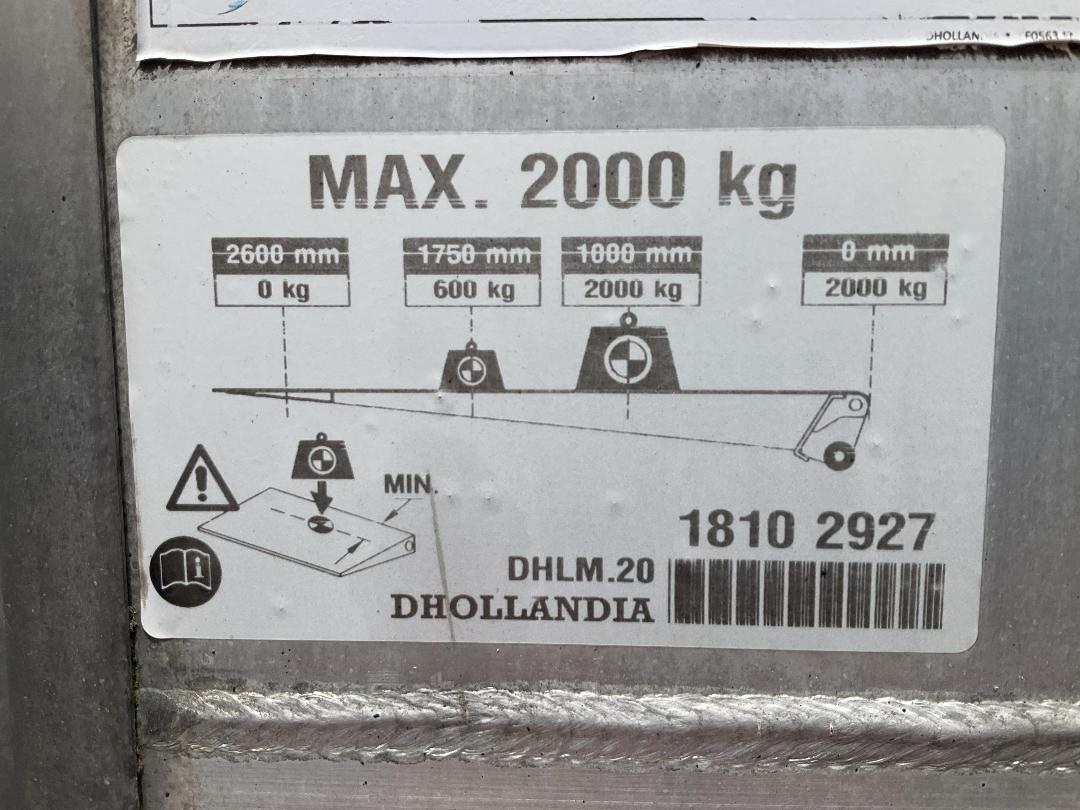 DHOLLANDIA
MAX. 2000 kg
2600 mm 1750 mm 1000 mm 0 mm
0 kg 600 kg 2000 kg 2000 kg
MIN.
1810 2927
DHLM.20
DHOLLANDIA